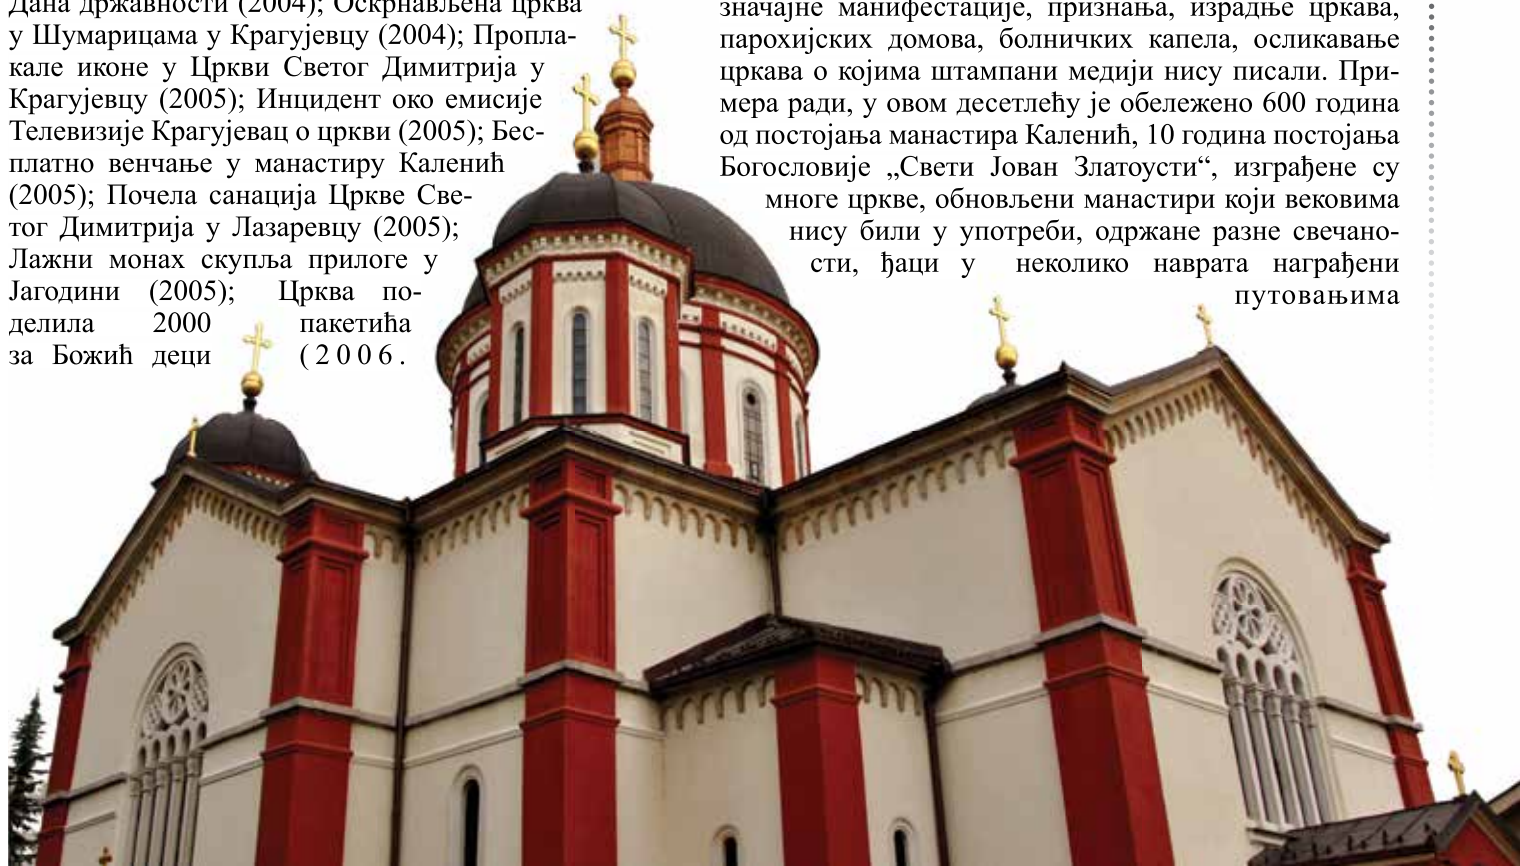 Дана државности (2004); Оскрнављена црква
у Шумарицама у Крагујевцу (2004); Пропла-
кале иконе у Цркви Светог Димитрија у
Крагујевцу (2005); Инцидент око емисије
Телевизије Крагујевац о цркви (2005); Бес-
платно венчање у манастиру Каленић
(2005); Почела санација Цркве Све-
тог Димитрија у Лазаревцу (2005);
Лажни монах скупља прилоге у
Јагодини (2005); Црква по-
делила 2000 пакетића
за Божић деци (2006.
значајне манифестације, признања, израдње цркава,
парохијских домова, болничких капела, осликавање
цркава о којима штампани медији нису писали. При-
мера ради, у овом десетлећу је обележено 600 година
од постојања манастира Каленић, 10 година постојања
Богословије „Свети Јован Златоусти“, изграђене су
многе цркве, обновљени манастири који вековима
нису били у употреби, одржане разне свечано-
сти, ђаци у неколико наврата награђени
путовањима